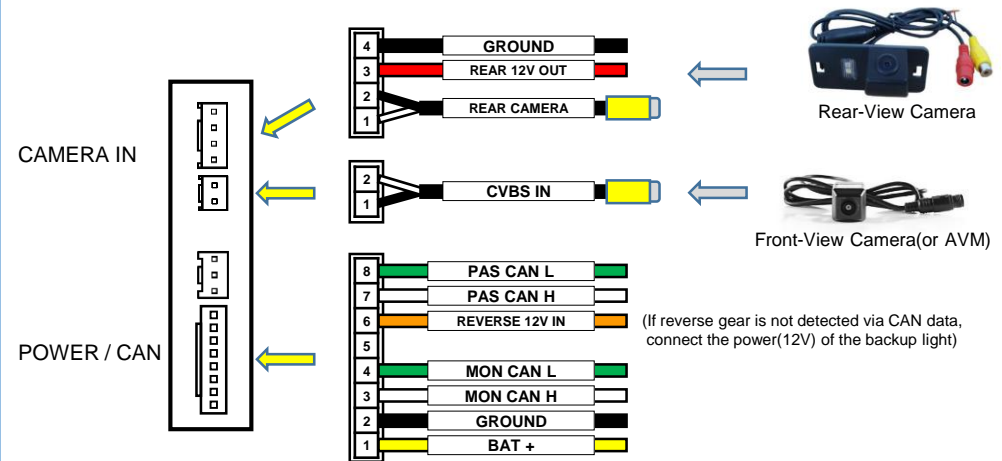 CAMERA IN
POWER / CAN
4 GROUND
3 REAR 12V OUT
2
REAR CAMERA
1
Rear-View Camera
2
CVBS IN
1
Front-View Camera(or AVM)
8 PAS CAN L
7 PAS CAN H
6 REVERSE 12V IN
(If reverse gear is not detected via CAN data,
connect the power(12V) of the backup light)
5
4 MON CAN L
3 MON CAN H
2 GROUND
1 BAT +